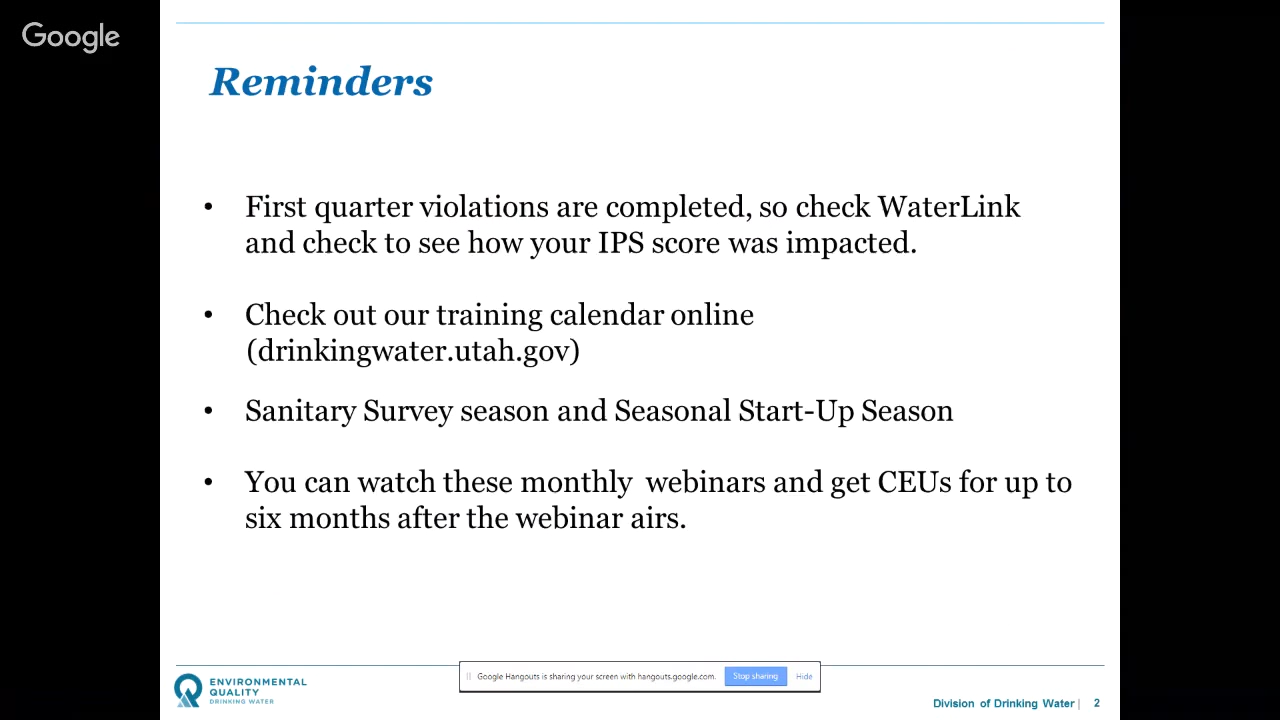 Google
Reminders
• First quarter violations are completed, so check WaterLink
and check to see how your IPS score was impacted.
• Check out our training calendar online
(drinkingwater.utah.gov)
• Sanitary Survey season and Seasonal Start-Up Season
• You can watch these monthly  webinars and get CEUs for up to
six months after the webinar airs.
Google Hangouts is sharing your screen with hangouts.google.com. Stop sharing Hide
ENVIRONMENTAL
QUALITY
DRINKING WATER
Division of Drinking Water | 2